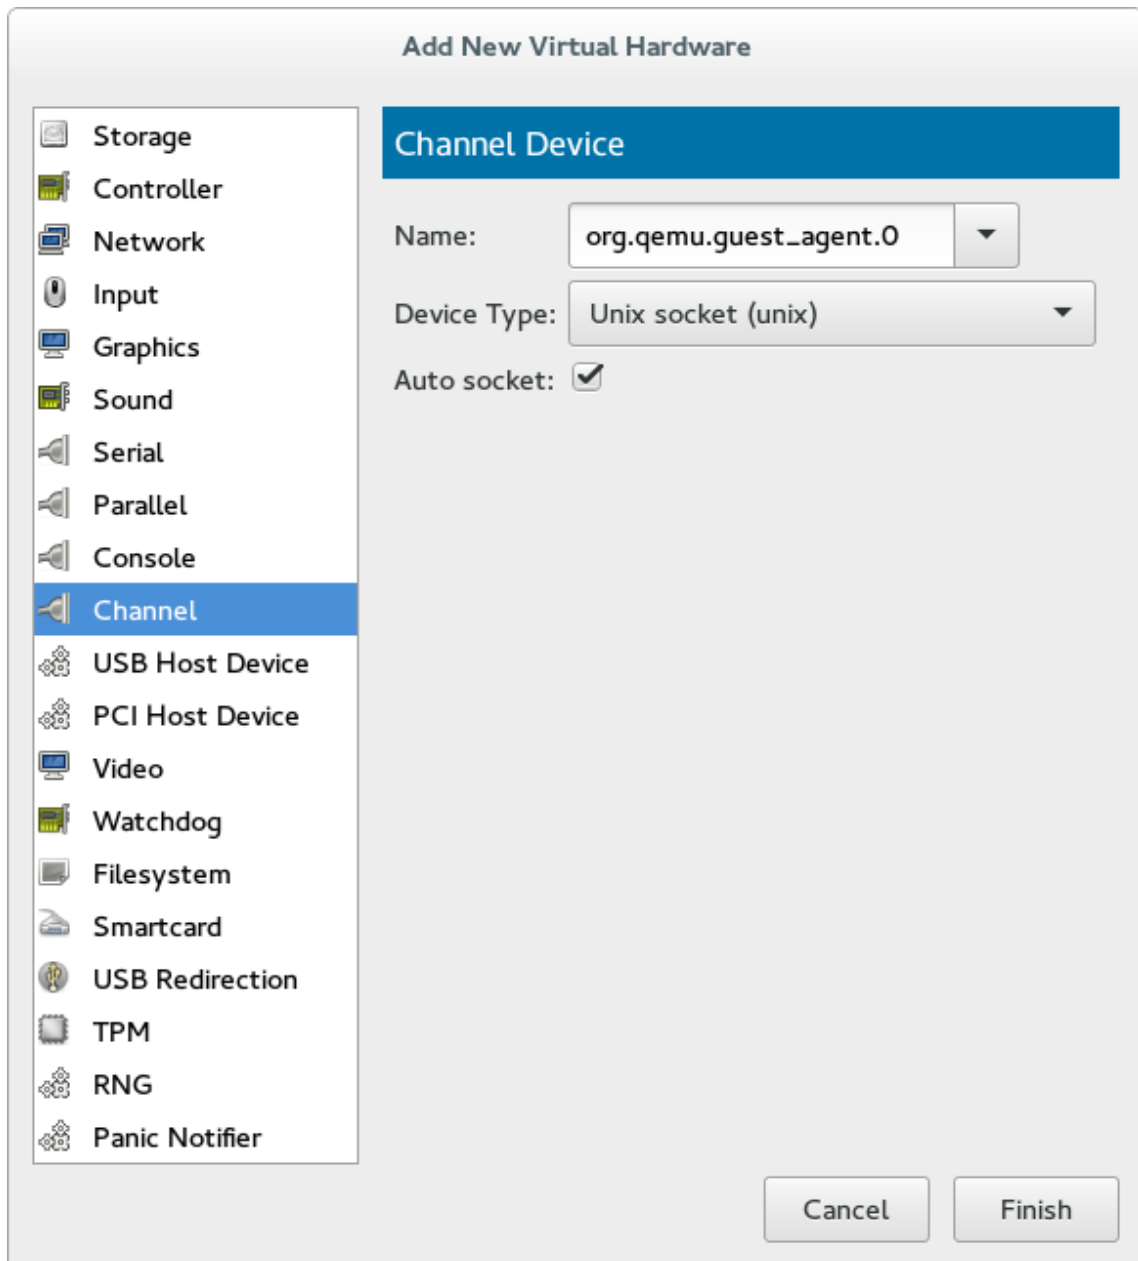 Add New Virtual Hardware
Storage
Controller
Network
Input
Graphics
Sound
Serial
Parallel
Console
Channel
USB Host Device
PCI Host Device
Video
Watchdog
Filesystem
Smartcard
USB Redirection
TPM
RNG
Panic Notifier
Channel Device
Name: org.qemu.guest_agent.0
Device Type: Unix socket (unix)
Auto socket:
Cancel Finish